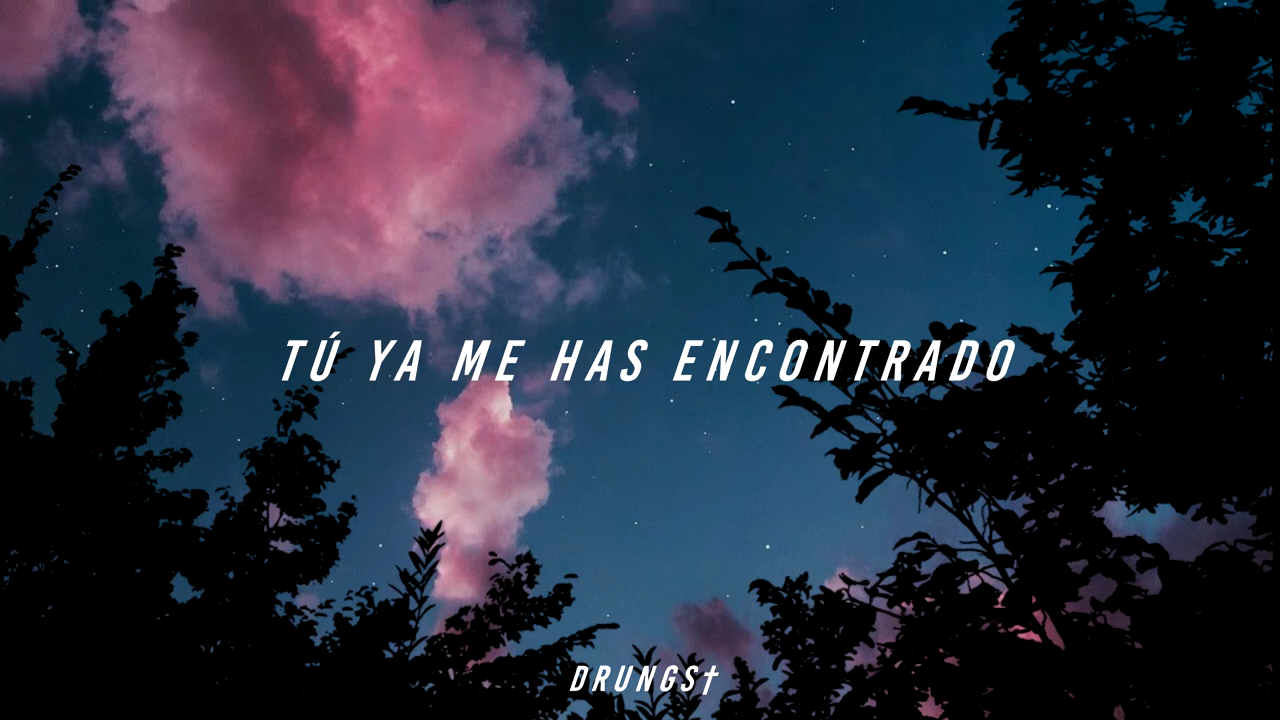 TÚ YA ME HAS ENCONTRADO
DRUNGS†